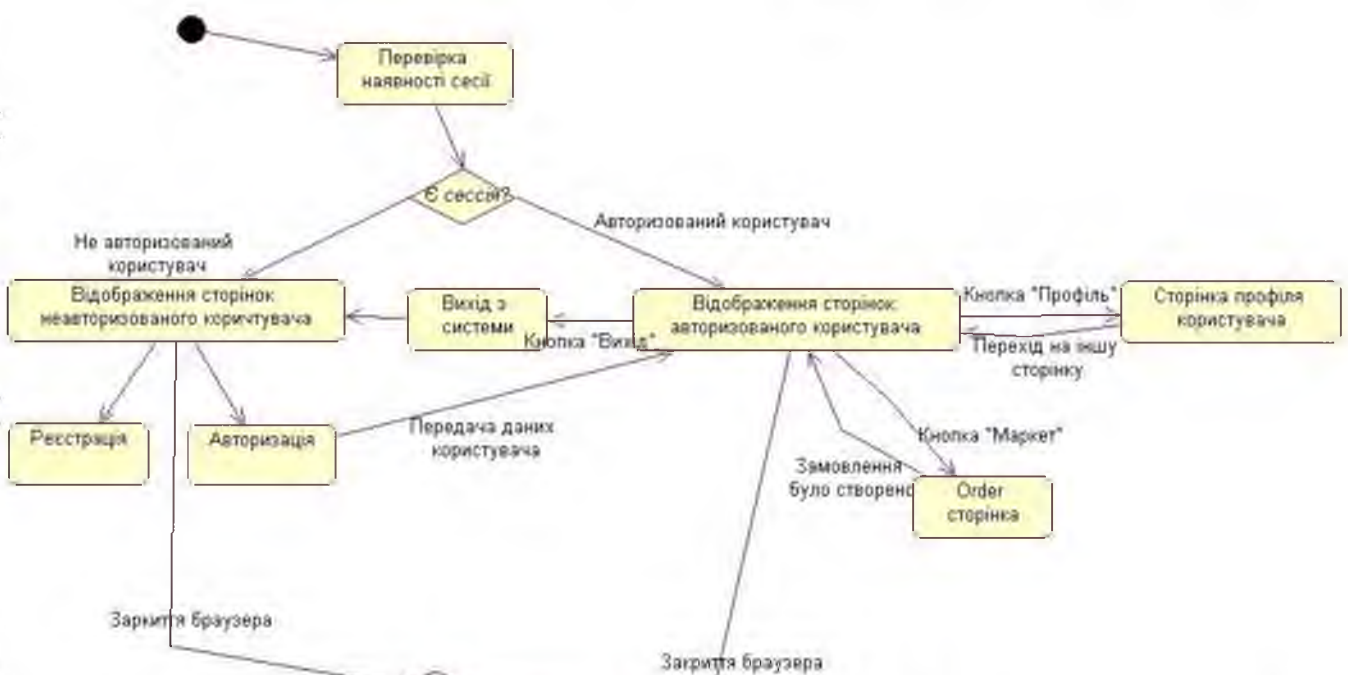 Перевірка
наявності сесії
Є сессія?
Авторизований користувач
Не авторизований
користувач
Відображення сторінок
неавторизованого коричтувача
Вихід з
системи
Кнопка "Вихід"
Відображення сторінок
авторизованого користувача
Кнопка "Профіль"
Сторінка профіля
користувача
Перехід на іншу
сторінку
Реєстрація
Авторизація
Передача даних
користувача
Кнопка "Маркет"
Замовлення
було створено
Order
сторінка
Заркиття браузера
Закриття браузера